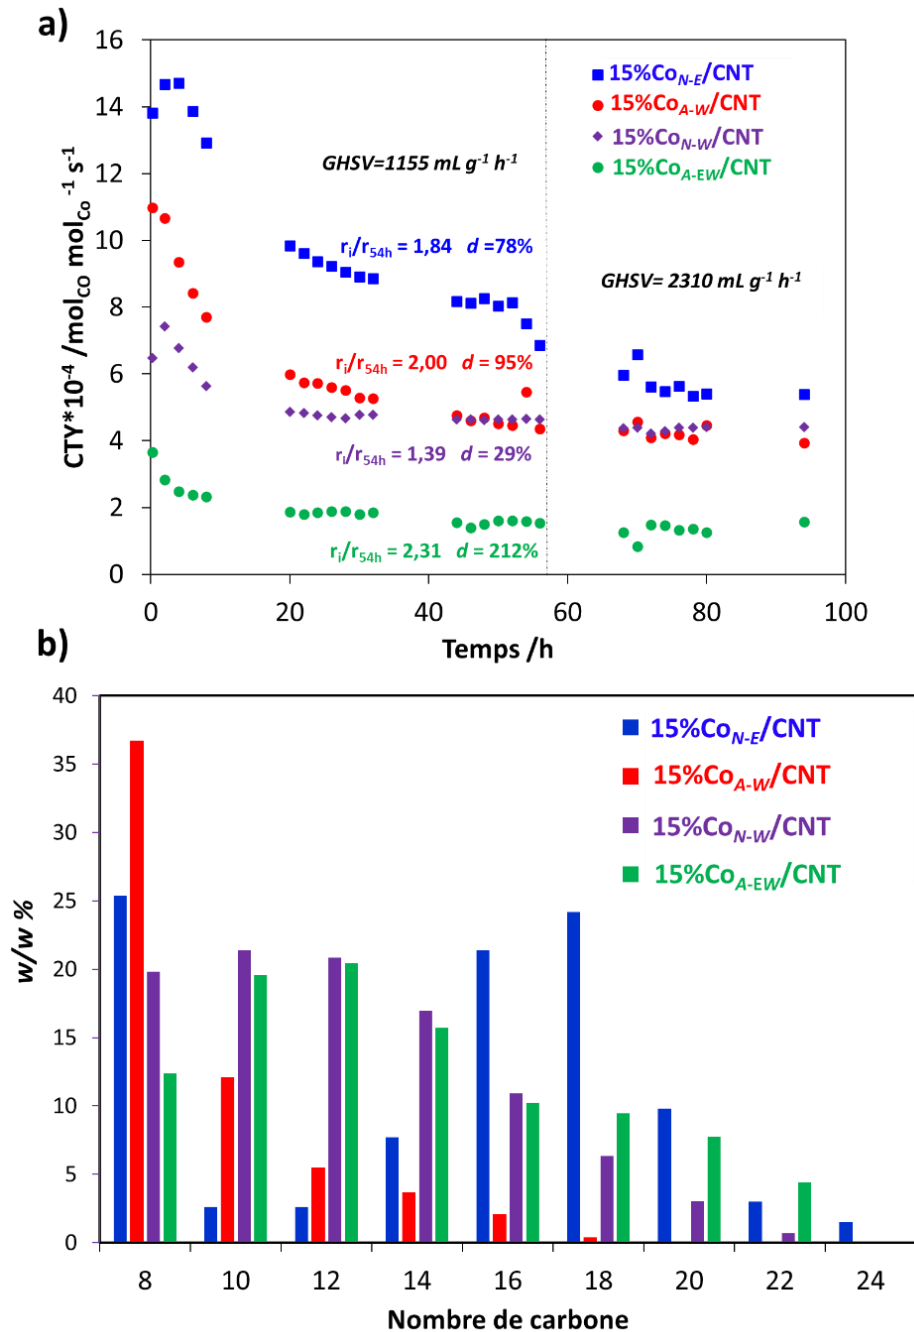 a)
16
14
12
10
8
6
4
2
0
CTY*10⁻⁴ /mol_CO mol_Co ⁻¹ s⁻¹
15%Co_N-E/CNT
15%Co_A-W/CNT
15%Co_N-W/CNT
15%Co_A-EW/CNT
GHSV=1155 mL g⁻¹ h⁻¹
GHSV= 2310 mL g⁻¹ h⁻¹
r_i/r_54h = 1,84 d =78%
r_i/r_54h = 2,00 d = 95%
r_i/r_54h = 1,39 d = 29%
r_i/r_54h = 2,31 d = 212%
0 20 40 60 80 100
Temps /h
b)
40
35
30
25
20
15
10
5
0
w/w %
15%Co_N-E/CNT
15%Co_A-W/CNT
15%Co_N-W/CNT
15%Co_A-EW/CNT
8 10 12 14 16 18 20 22 24
Nombre de carbone